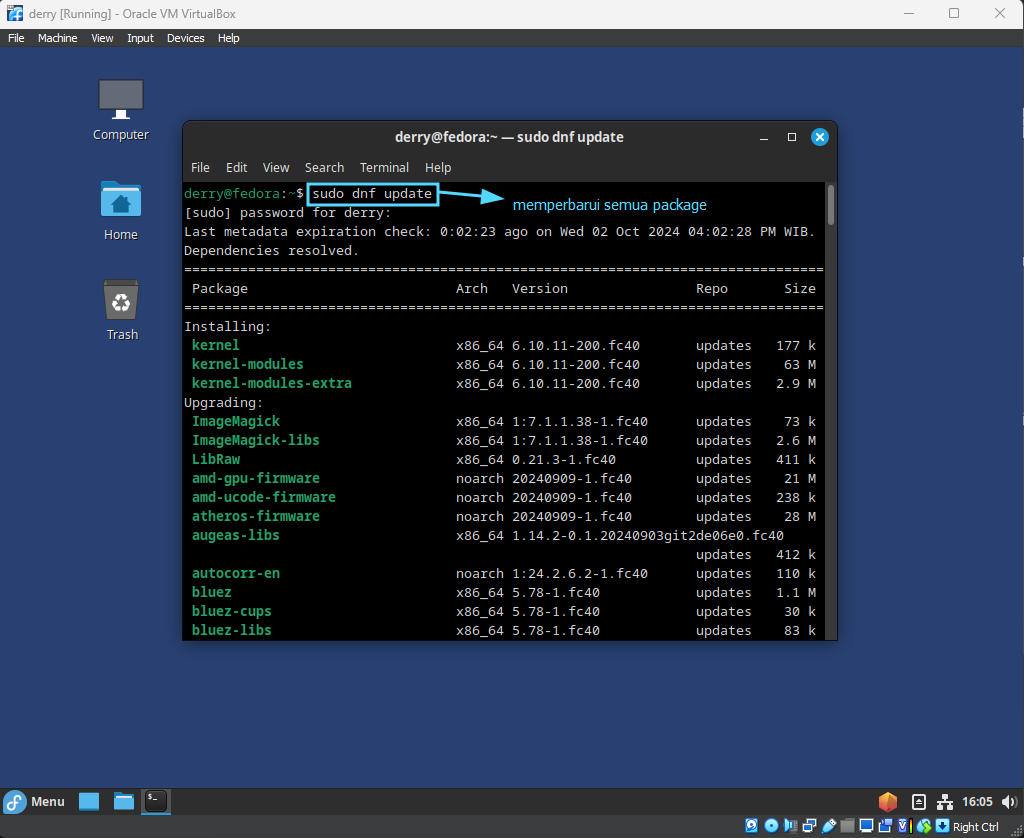 derry [Running] - Oracle VM VirtualBox
File Machine View Input Devices Help
Computer
Home
Trash
derry@fedora:~ — sudo dnf update
File Edit View Search Terminal Help
derry@fedora:~$ sudo dnf update
memperbarui semua package
[sudo] password for derry:
Last metadata expiration check: 0:02:23 ago on Wed 02 Oct 2024 04:02:28 PM WIB.
Dependencies resolved.
================================================================================
Package Arch Version Repo Size
================================================================================
Installing:
kernel x86_64 6.10.11-200.fc40 updates 177 k
kernel-modules x86_64 6.10.11-200.fc40 updates 63 M
kernel-modules-extra x86_64 6.10.11-200.fc40 updates 2.9 M
Upgrading:
ImageMagick x86_64 1:7.1.1.38-1.fc40 updates 73 k
ImageMagick-libs x86_64 1:7.1.1.38-1.fc40 updates 2.6 M
LibRaw x86_64 0.21.3-1.fc40 updates 411 k
amd-gpu-firmware noarch 20240909-1.fc40 updates 21 M
amd-ucode-firmware noarch 20240909-1.fc40 updates 238 k
atheros-firmware noarch 20240909-1.fc40 updates 28 M
augeas-libs x86_64 1.14.2-0.1.20240903git2de06e0.fc40
updates 412 k
autocorr-en noarch 1:24.2.6.2-1.fc40 updates 110 k
bluez x86_64 5.78-1.fc40 updates 1.1 M
bluez-cups x86_64 5.78-1.fc40 updates 30 k
bluez-libs x86_64 5.78-1.fc40 updates 83 k
Menu
16:05
Right Ctrl